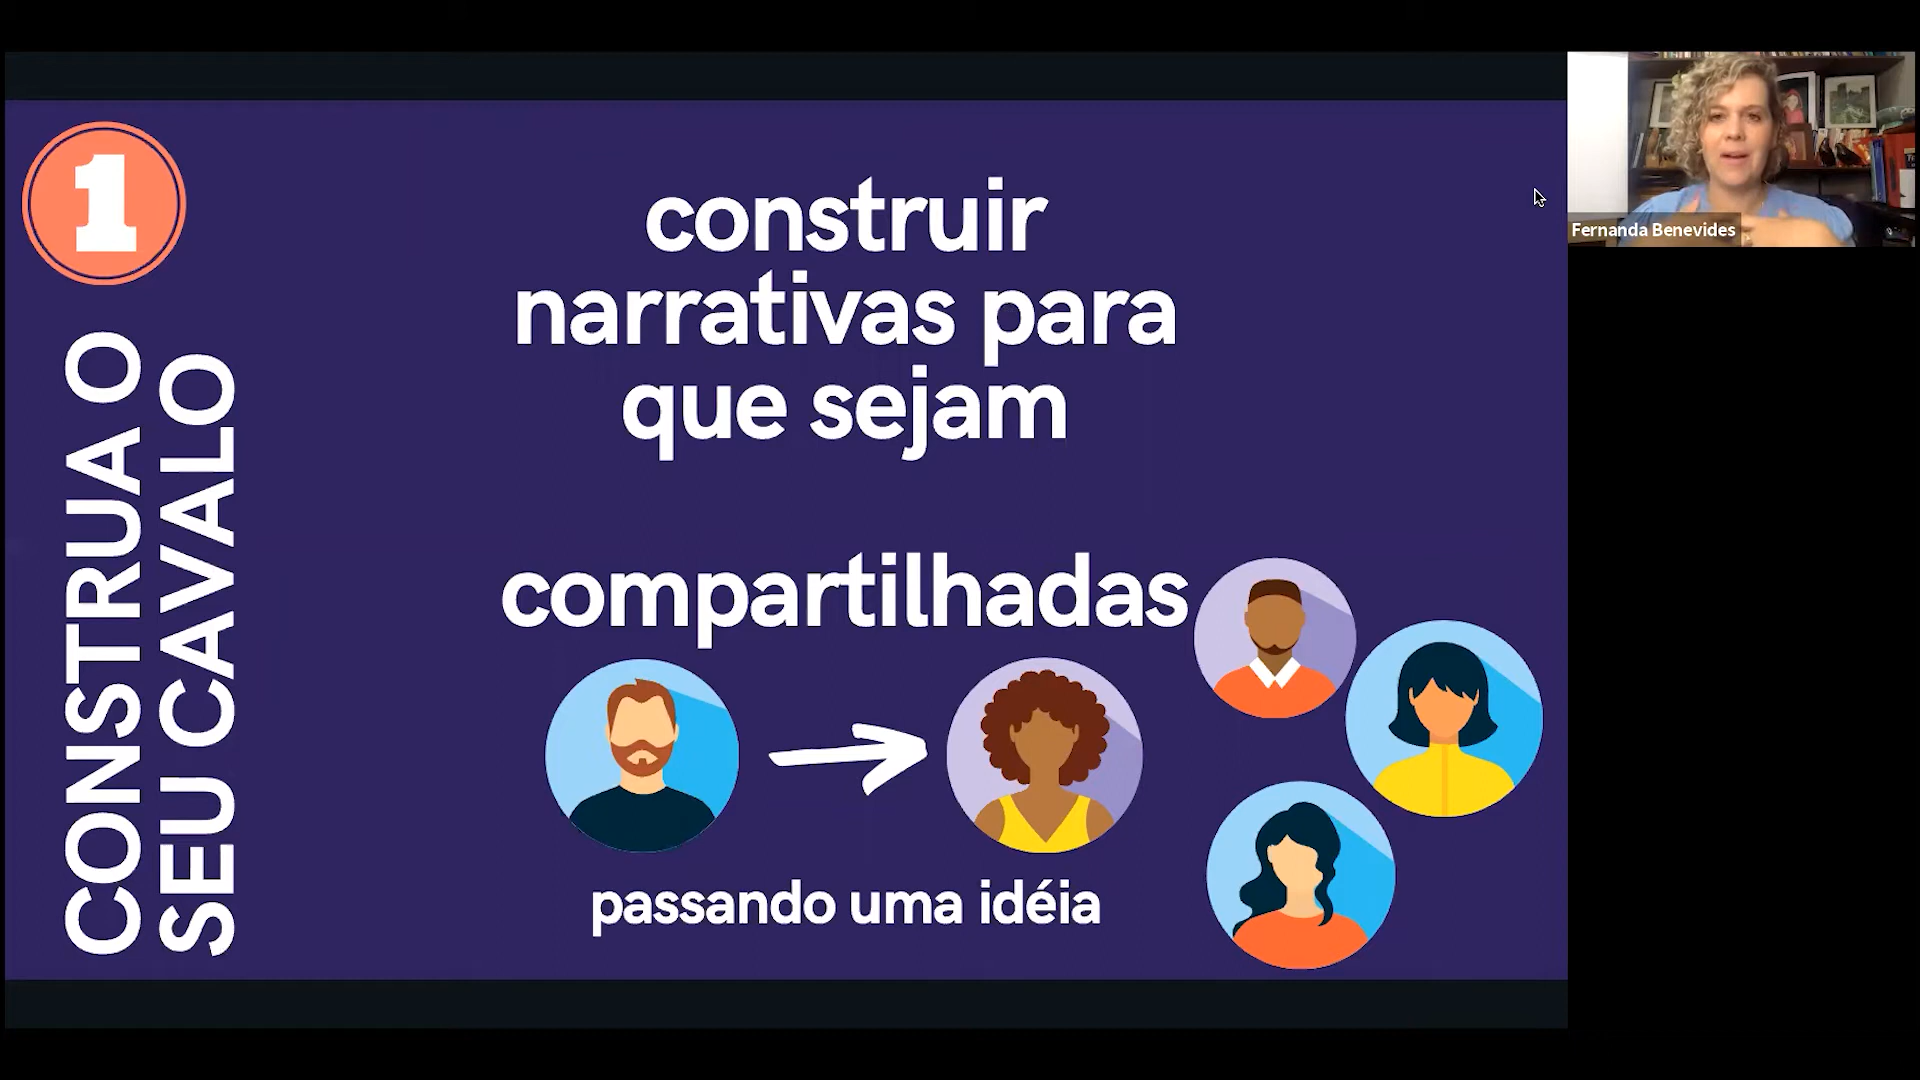 1
CONSTRUA O
SEU CAVALO
construir
narrativas para
que sejam
compartilhadas
passando uma idéia
Fernanda Benevides